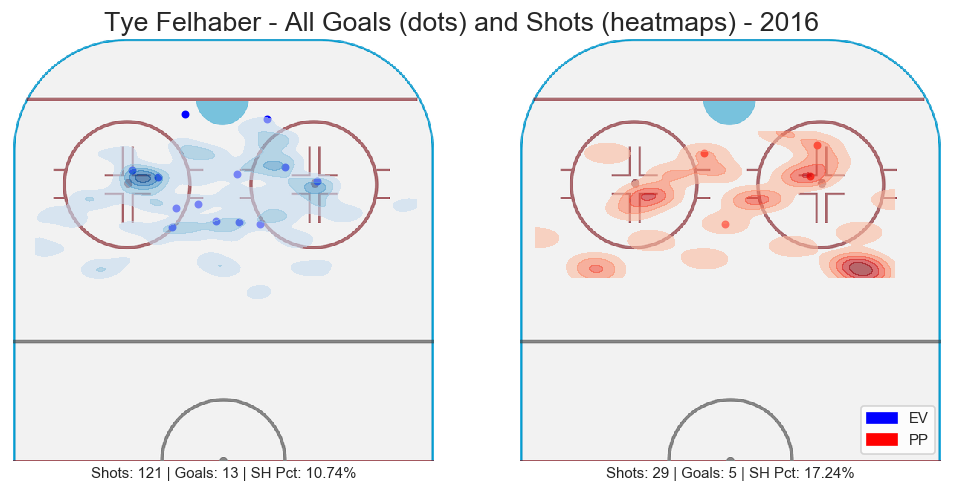 Tye Felhaber - All Goals (dots) and Shots (heatmaps) - 2016
EV
PP
Shots: 121 | Goals: 13 | SH Pct: 10.74%
Shots: 29 | Goals: 5 | SH Pct: 17.24%